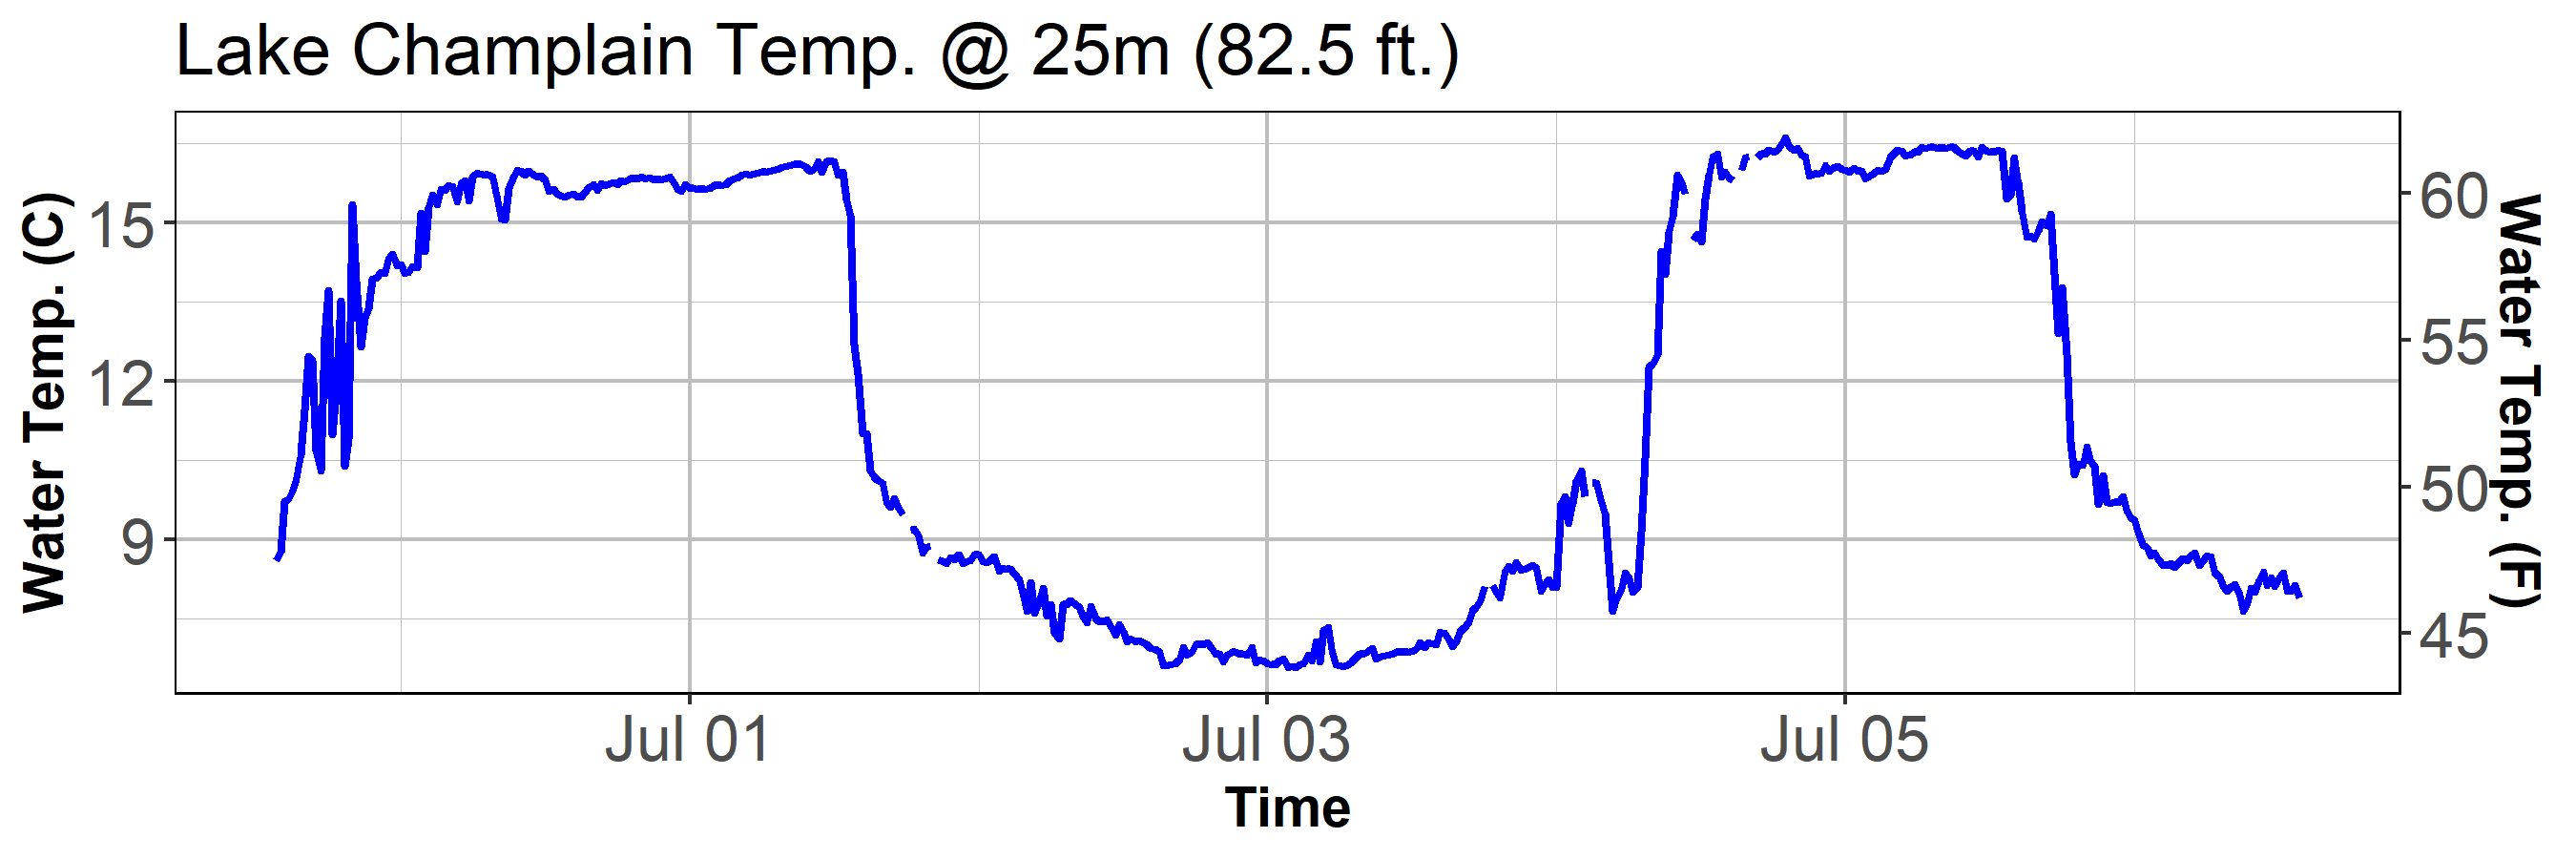 Lake Champlain Temp. @ 25m (82.5 ft.)
Water Temp. (C)
15
12
9
60
55
50
45
Water Temp. (F)
Jul 01 Jul 03 Jul 05
Time